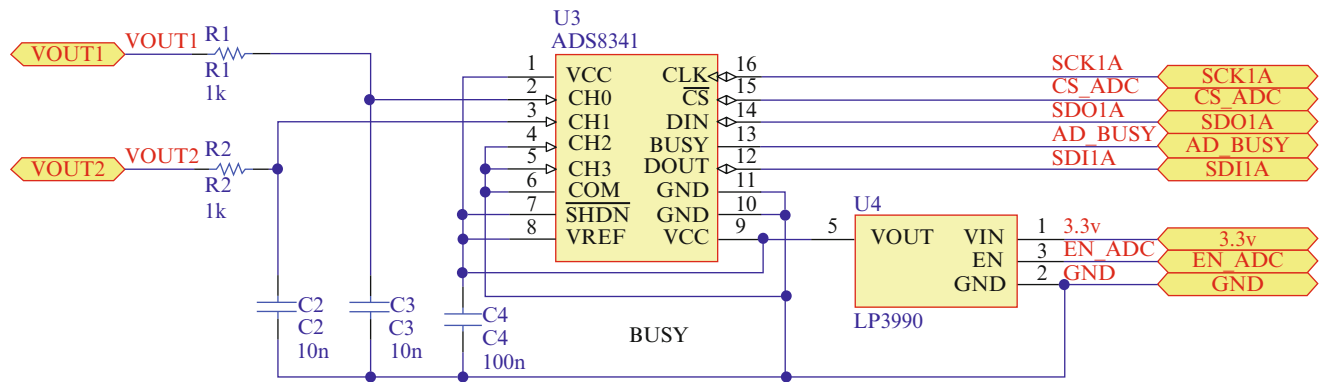 VOUT1
VOUT1
R1
R1
1k
VOUT2
VOUT2
R2
R2
1k
U3
ADS8341
1 VCC CLK 16
2 CH0 CS 15
3 CH1 DIN 14
4 CH2 BUSY 13
5 CH3 DOUT 12
6 COM GND 11
7 SHDN GND 10
8 VREF VCC 9
SCK1A SCK1A
CS_ADC CS_ADC
SDO1A SDO1A
AD_BUSY AD_BUSY
SDI1A SDI1A
U4
5 VOUT VIN 1 3.3v 3.3v
EN 3 EN_ADC EN_ADC
GND 2 GND GND
LP3990
C2
C2
10n
C3
C3
10n
C4
C4
100n
BUSY